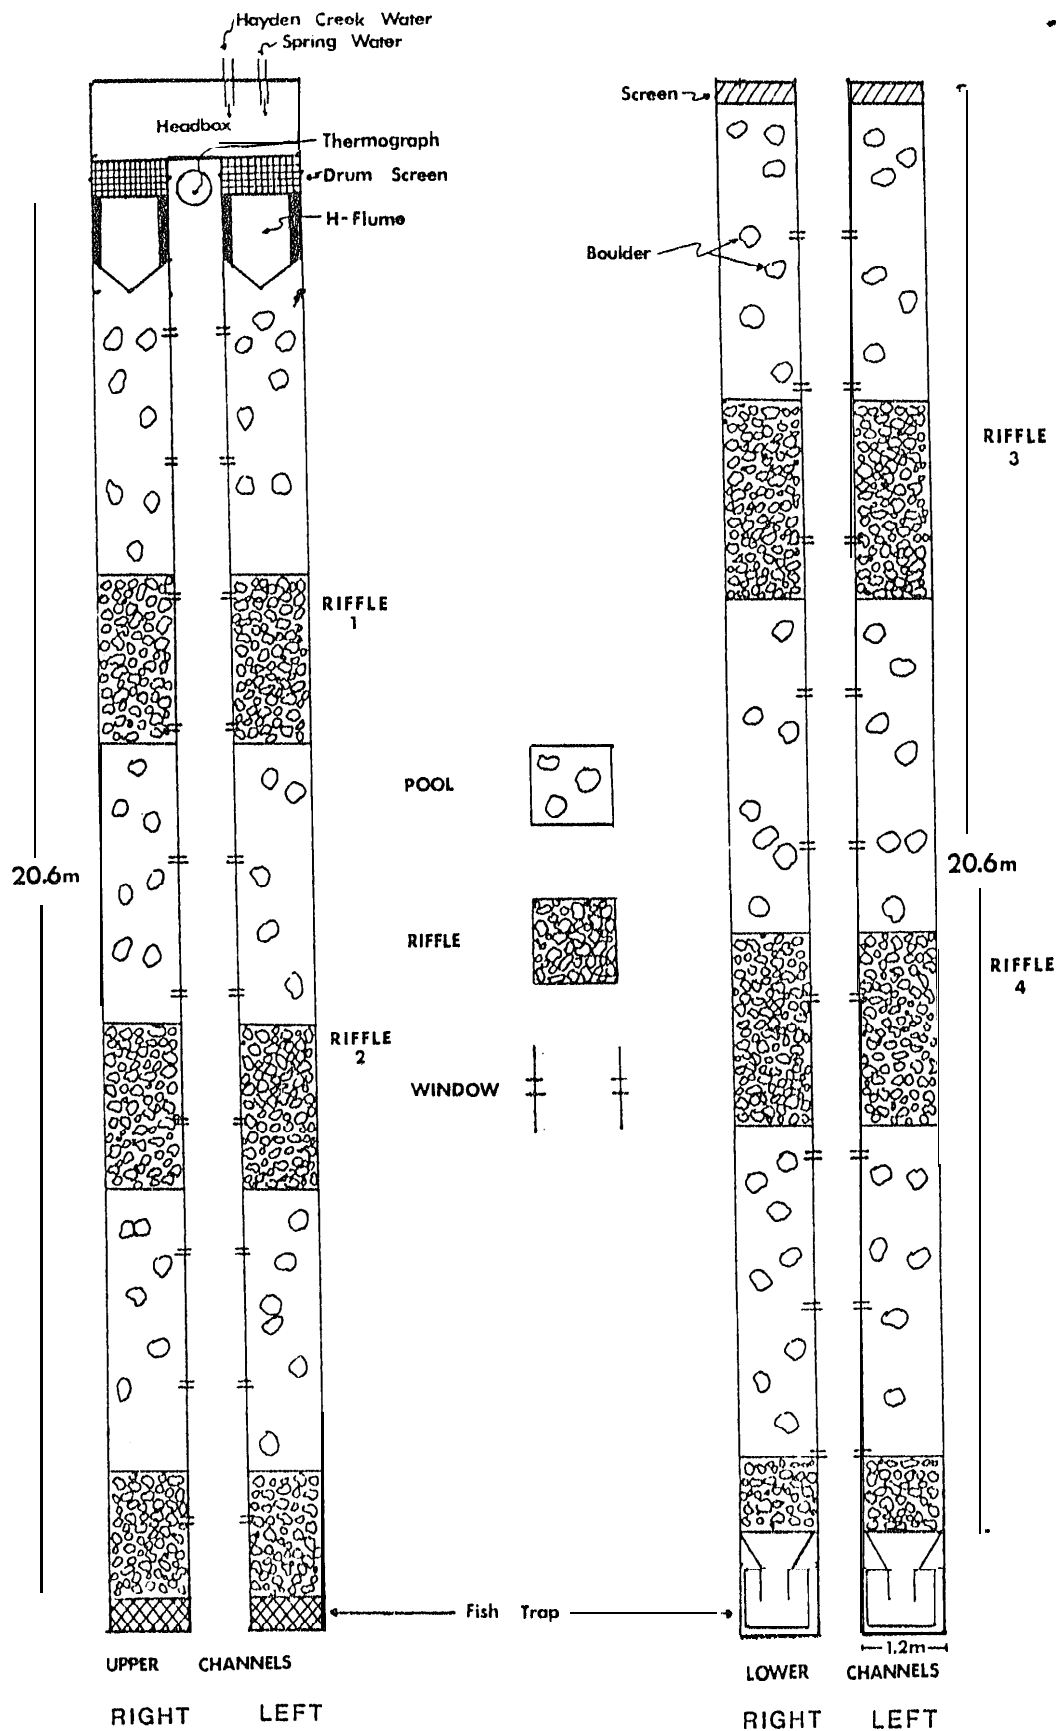 Hayden Creek Water
Spring Water
Headbox
Thermograph
Drum Screen
H-Flume
Screen
Boulder
RIFFLE
3
RIFFLE
1
POOL
20.6m
20.6m
RIFFLE
RIFFLE
4
RIFFLE
2
WINDOW
Fish Trap
1.2m
UPPER CHANNELS
LOWER CHANNELS
RIGHT LEFT
RIGHT LEFT